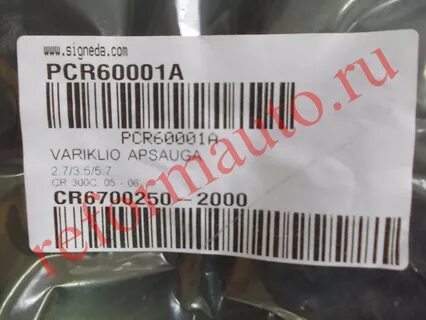 www.signeda.com
PCR60001A
PCR60001A
VARIKLIO APSAUGA
2.7/3.5/5.7
CR 300C, 05 - 06
CR6700250-2000
reformauto.ru